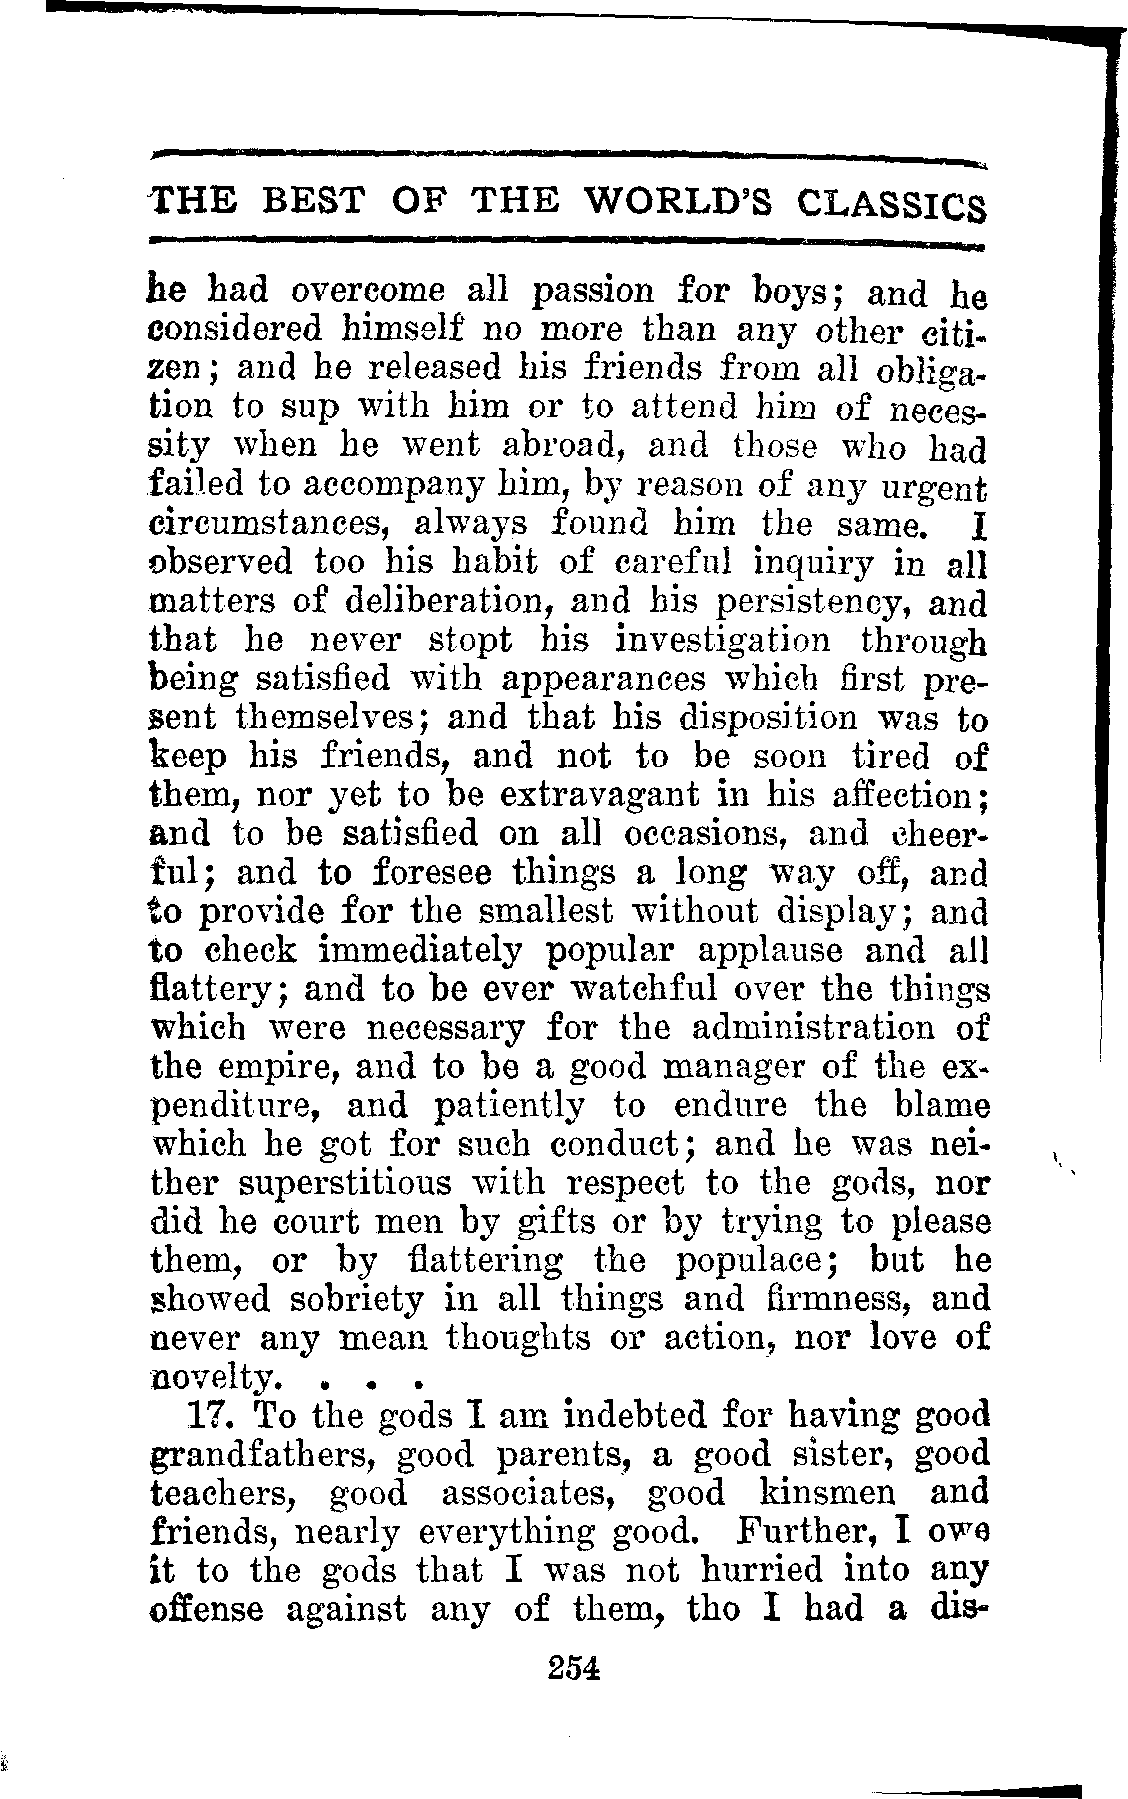 THE BEST OF THE WORLD'S CLASSICS
he had overcome all passion for boys; and he
considered himself no more than any other citi-
zen; and he released his friends from all obliga-
tion to sup with him or to attend him of neces-
sity when he went abroad, and those who had
failed to accompany him, by reason of any urgent
circumstances, always found him the same. I
observed too his habit of careful inquiry in all
matters of deliberation, and his persistency, and
that he never stopt his investigation through
being satisfied with appearances which first pre-
sent themselves; and that his disposition was to
keep his friends, and not to be soon tired of
them, nor yet to be extravagant in his affection;
and to be satisfied on all occasions, and cheer-
ful; and to foresee things a long way off, and
to provide for the smallest without display; and
to check immediately popular applause and all
flattery; and to be ever watchful over the things
which were necessary for the administration of
the empire, and to be a good manager of the ex-
penditure, and patiently to endure the blame
which he got for such conduct; and he was nei-
ther superstitious with respect to the gods, nor
did he court men by gifts or by trying to please
them, or by flattering the populace; but he
showed sobriety in all things and firmness, and
never any mean thoughts or action, nor love of
novelty. . . .
17. To the gods I am indebted for having good
grandfathers, good parents, a good sister, good
teachers, good associates, good kinsmen and
friends, nearly everything good. Further, I owe
it to the gods that I was not hurried into any
offense against any of them, tho I had a dis-
254